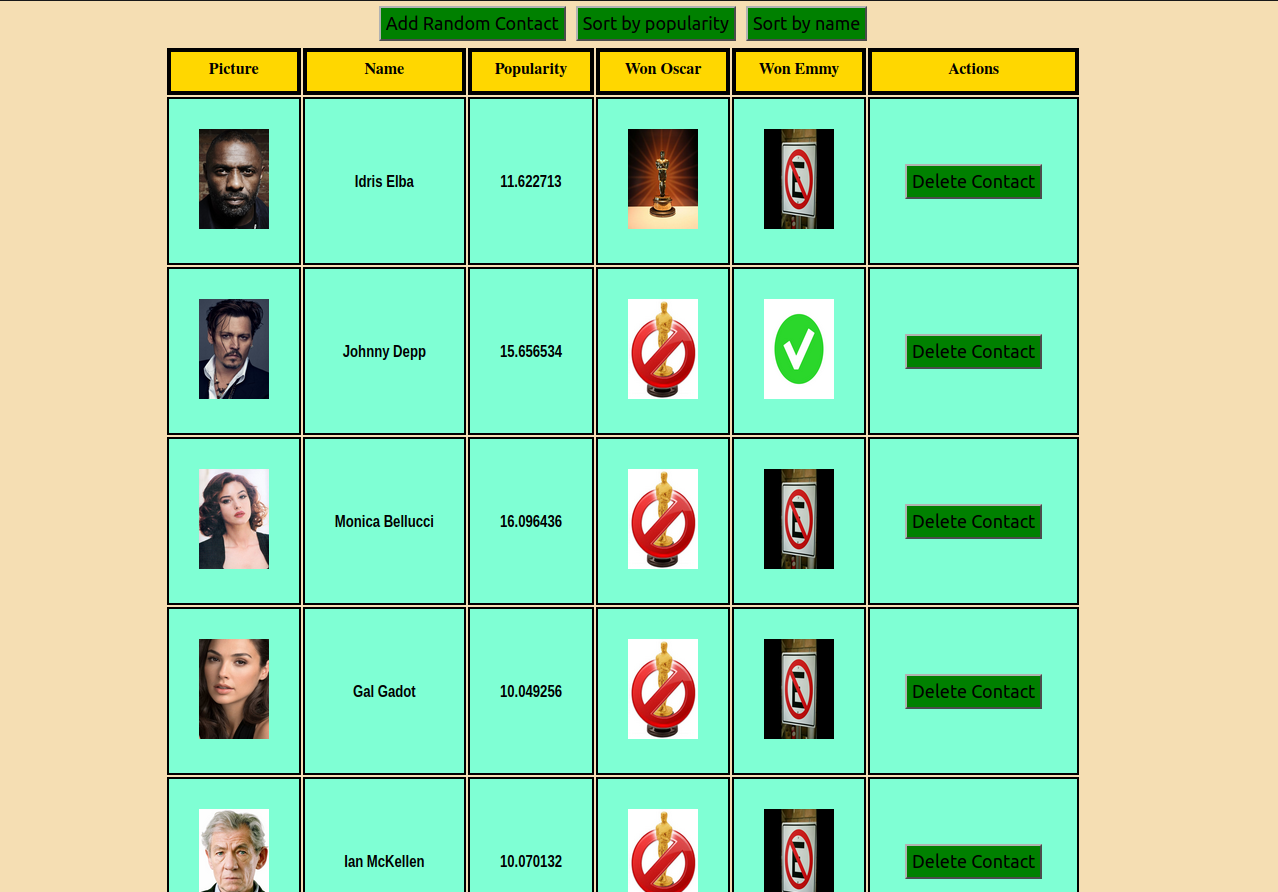 Add Random Contact Sort by popularity Sort by name
Picture Name Popularity Won Oscar Won Emmy Actions
Idris Elba 11.622713 E Delete Contact
Johnny Depp 15.656534 Delete Contact
Monica Bellucci 16.096436 E Delete Contact
Gal Gadot 10.049256 E Delete Contact
Ian McKellen 10.070132 E Delete Contact